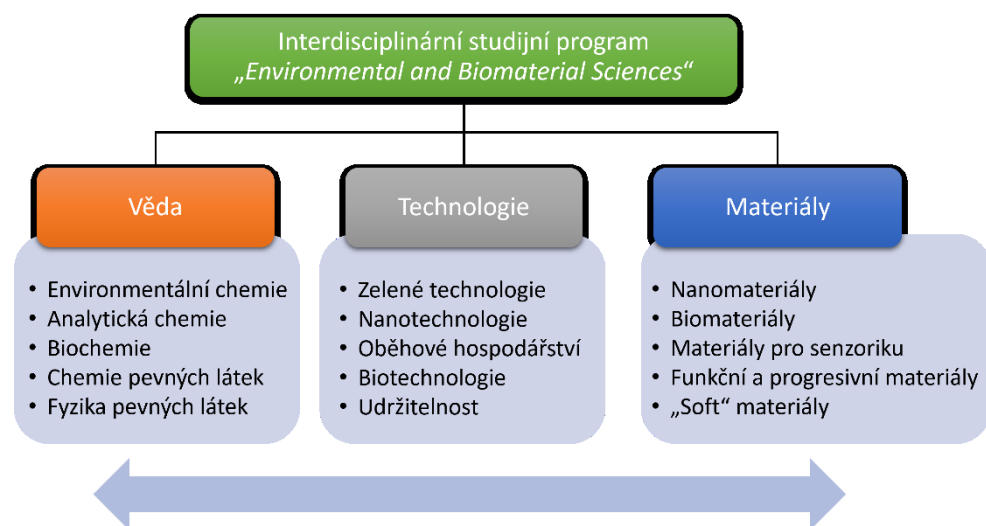 Interdisciplinární studijní program
„Environmental and Biomaterial Sciences“
Věda
• Environmentální chemie
• Analytická chemie
• Biochemie
• Chemie pevných látek
• Fyzika pevných látek
Technologie
• Zelené technologie
• Nanotechnologie
• Oběhové hospodářství
• Biotechnologie
• Udržitelnost
Materiály
• Nanomateriály
• Biomateriály
• Materiály pro senzoriku
• Funkční a progresivní materiály
• „Soft“ materiály